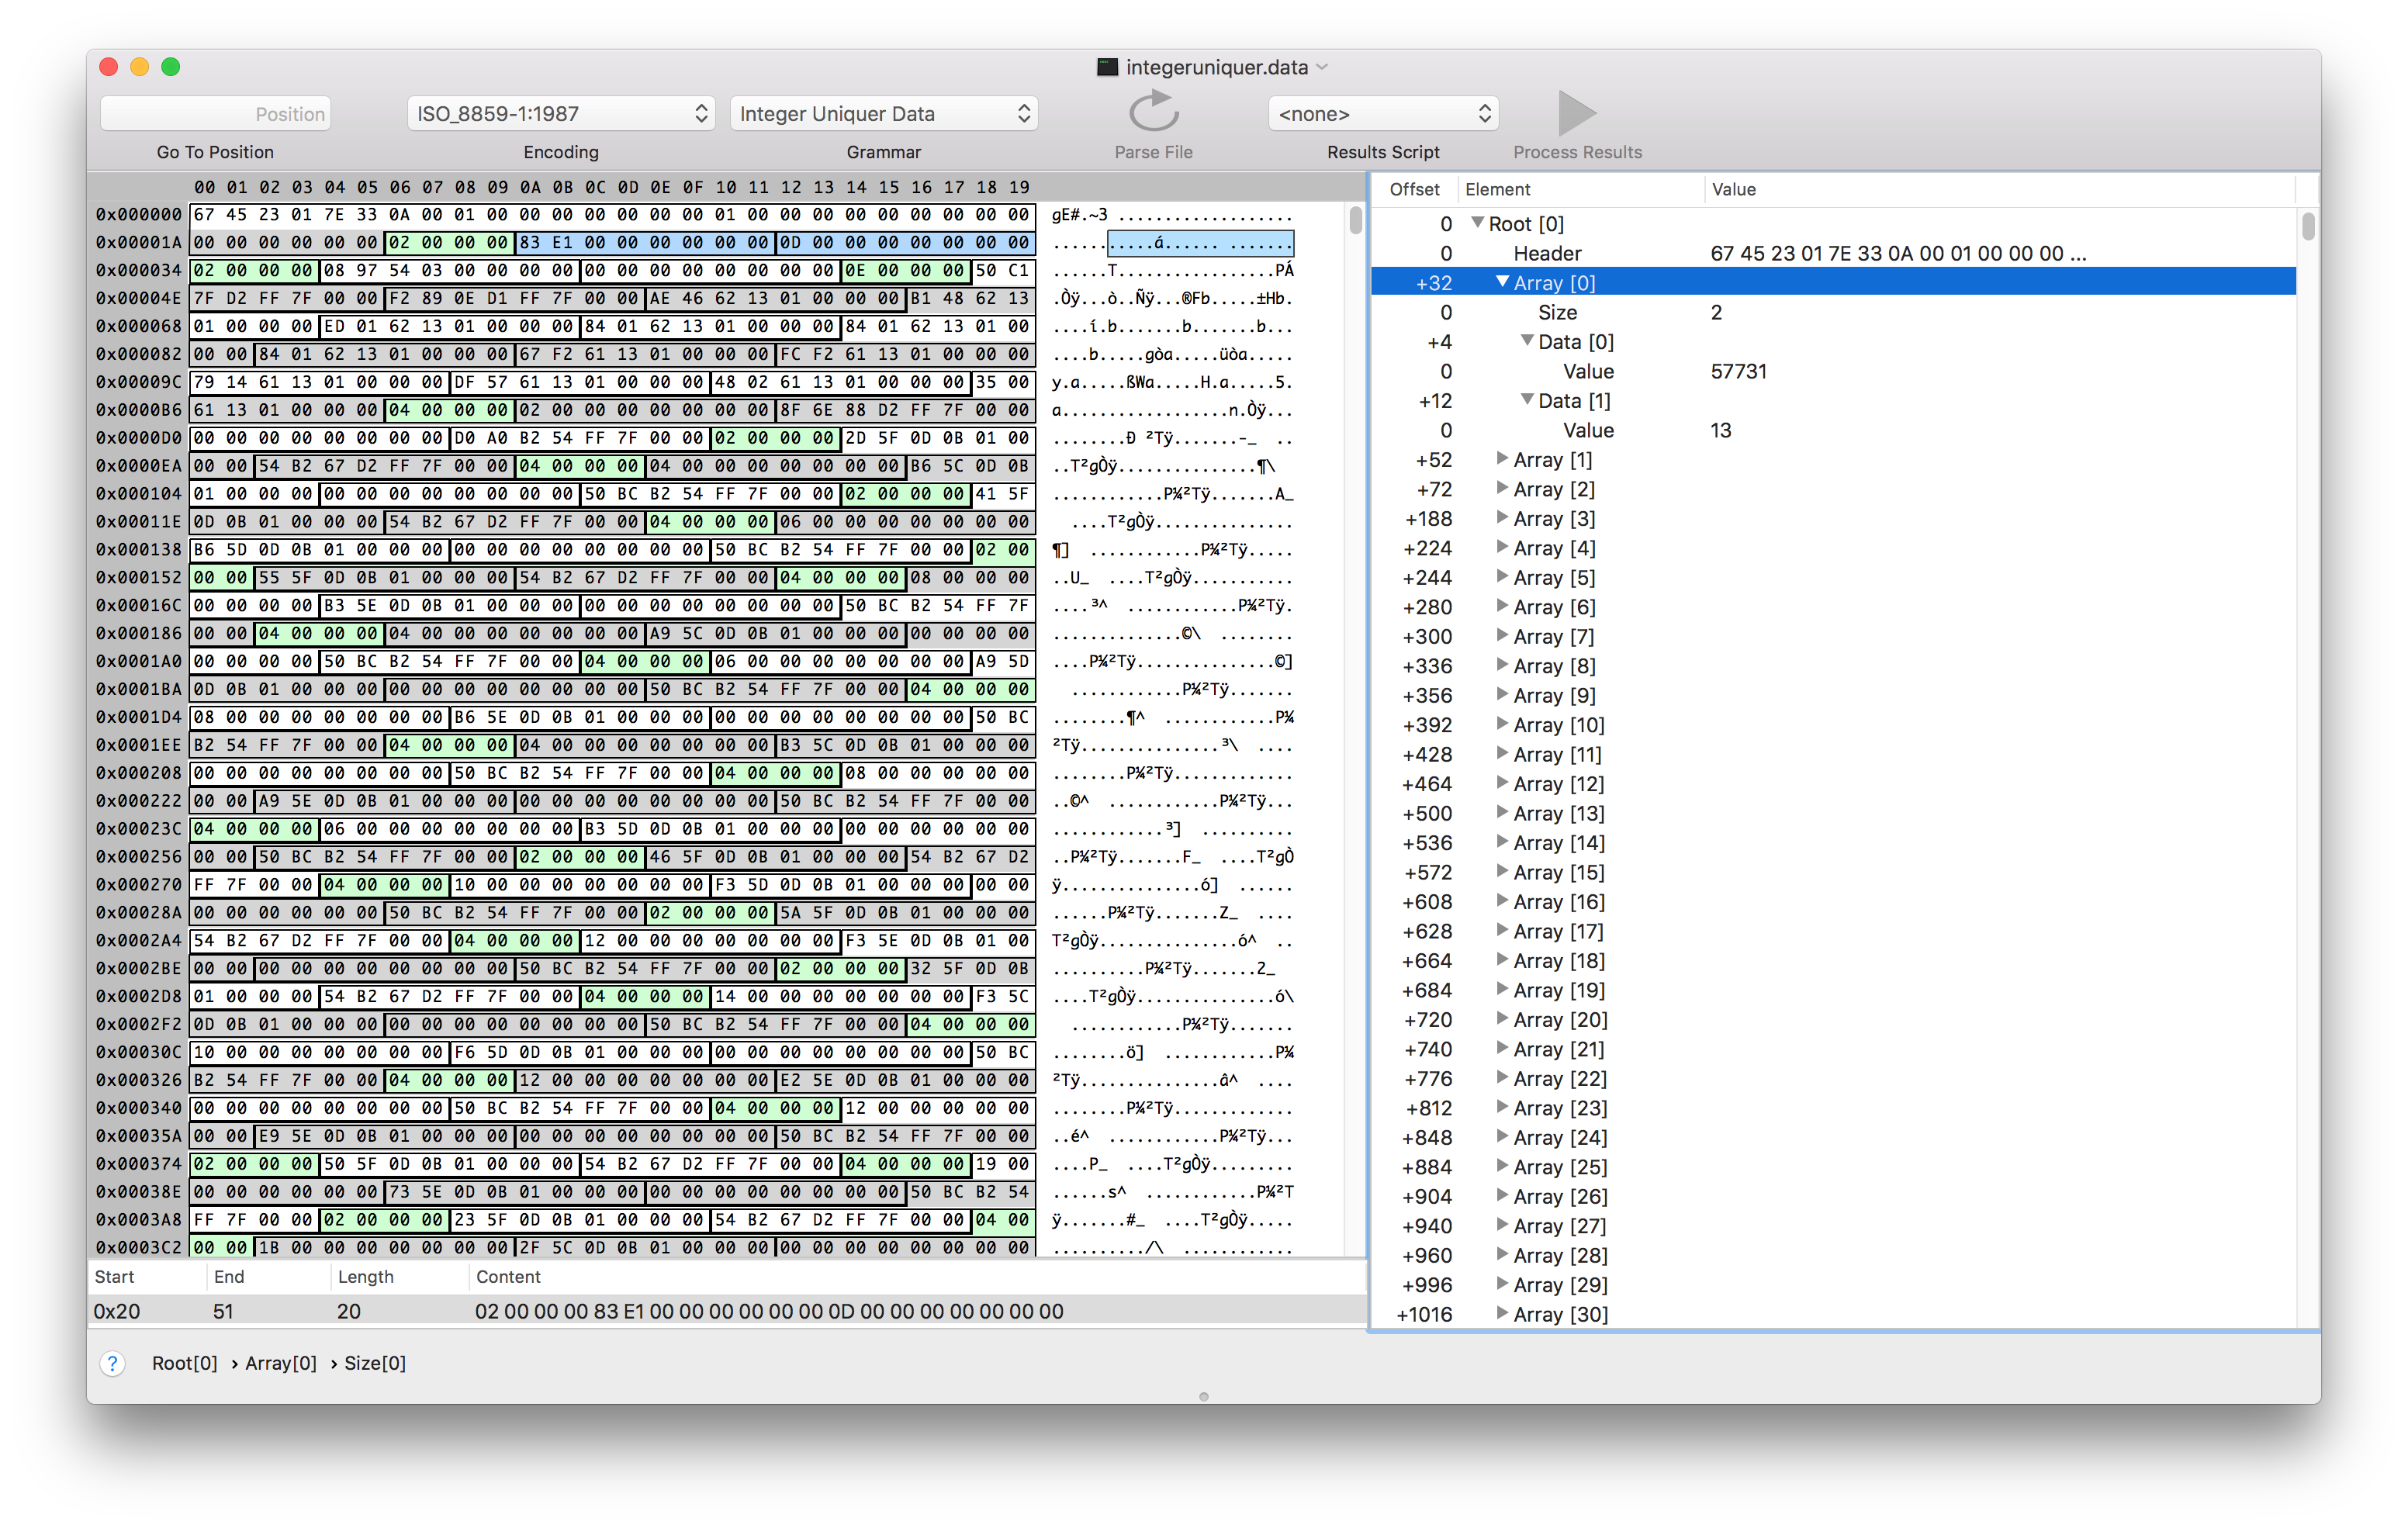 integeruniquer.data
Position ISO_8859-1:1987 Integer Uniquer Data <none>
Go To Position Encoding Grammar Parse File Results Script Process Results
00 01 02 03 04 05 06 07 08 09 0A 0B 0C 0D 0E 0F 10 11 12 13 14 15 16 17 18 19
0x000000 67 45 23 01 7E 33 0A 00 01 00 00 00 00 00 00 00 01 00 00 00 00 00 00 00 00 00 gE#.~3 ...................
0x00001A 00 00 00 00 00 00 02 00 00 00 83 E1 00 00 00 00 00 00 0D 00 00 00 00 00 00 00 ...........á...... .......
0x000034 02 00 00 00 08 97 54 03 00 00 00 00 00 00 00 00 00 00 00 00 0E 00 00 00 50 C1 ......T.................PÁ
0x00004E 7F D2 FF 7F 00 00 F2 89 0E D1 FF 7F 00 00 AE 46 62 13 01 00 00 00 B1 48 62 13 .Òÿ...ò..Ñÿ...®Fb.....±Hb.
0x000068 01 00 00 00 ED 01 62 13 01 00 00 00 84 01 62 13 01 00 00 00 84 01 62 13 01 00 ....í.b.......b.......b...
0x000082 00 00 84 01 62 13 01 00 00 00 67 F2 61 13 01 00 00 00 FC F2 61 13 01 00 00 00 ....b.....gòa.....üòa.....
0x00009C 79 14 61 13 01 00 00 00 DF 57 61 13 01 00 00 00 48 02 61 13 01 00 00 00 35 00 y.a.....ßWa.....H.a.....5.
0x0000B6 61 13 01 00 00 00 04 00 00 00 02 00 00 00 00 00 00 00 8F 6E 88 D2 FF 7F 00 00 a..................n.Òÿ...
0x0000D0 00 00 00 00 00 00 00 00 D0 A0 B2 54 FF 7F 00 00 02 00 00 00 2D 5F 0D 0B 01 00 ........Ð ²Tÿ.......-_ ..
0x0000EA 00 00 54 B2 67 D2 FF 7F 00 00 04 00 00 00 04 00 00 00 00 00 00 00 B6 5C 0D 0B ..T²gÒÿ...............¶\
0x000104 01 00 00 00 00 00 00 00 00 00 00 00 50 BC B2 54 FF 7F 00 00 02 00 00 00 41 5F ............P¼²Tÿ.......A_
0x00011E 0D 0B 01 00 00 00 54 B2 67 D2 FF 7F 00 00 04 00 00 00 06 00 00 00 00 00 00 00 ....T²gÒÿ...............
0x000138 B6 5D 0D 0B 01 00 00 00 00 00 00 00 00 00 00 00 50 BC B2 54 FF 7F 00 00 02 00 ¶] ............P¼²Tÿ.....
0x000152 00 00 55 5F 0D 0B 01 00 00 00 54 B2 67 D2 FF 7F 00 00 04 00 00 00 08 00 00 00 ..U_ ....T²gÒÿ...........
0x00016C 00 00 00 00 B3 5E 0D 0B 01 00 00 00 00 00 00 00 00 00 00 00 50 BC B2 54 FF 7F ....³^ ............P¼²Tÿ.
0x000186 00 00 04 00 00 00 04 00 00 00 00 00 00 00 A9 5C 0D 0B 01 00 00 00 00 00 00 00 ..............©\ ........
0x0001A0 00 00 00 00 50 BC B2 54 FF 7F 00 00 04 00 00 00 06 00 00 00 00 00 00 00 A9 5D ....P¼²Tÿ...............©]
0x0001BA 0D 0B 01 00 00 00 00 00 00 00 00 00 00 00 50 BC B2 54 FF 7F 00 00 04 00 00 00 ............P¼²Tÿ.......
0x0001D4 08 00 00 00 00 00 00 00 B6 5E 0D 0B 01 00 00 00 00 00 00 00 00 00 00 00 50 BC ........¶^ ............P¼
0x0001EE B2 54 FF 7F 00 00 04 00 00 00 04 00 00 00 00 00 00 00 B3 5C 0D 0B 01 00 00 00 ²Tÿ...............³\ ....
0x000208 00 00 00 00 00 00 00 00 50 BC B2 54 FF 7F 00 00 04 00 00 00 08 00 00 00 00 00 ........P¼²Tÿ.............
0x000222 00 00 A9 5E 0D 0B 01 00 00 00 00 00 00 00 00 00 00 00 50 BC B2 54 FF 7F 00 00 ..©^ ............P¼²Tÿ...
0x00023C 04 00 00 00 06 00 00 00 00 00 00 00 B3 5D 0D 0B 01 00 00 00 00 00 00 00 00 00 ............³] ..........
0x000256 00 00 50 BC B2 54 FF 7F 00 00 02 00 00 00 46 5F 0D 0B 01 00 00 00 54 B2 67 D2 ..P¼²Tÿ.......F_ ....T²gÒ
0x000270 FF 7F 00 00 04 00 00 00 10 00 00 00 00 00 00 00 F3 5D 0D 0B 01 00 00 00 00 00 ÿ...............ó] ......
0x00028A 00 00 00 00 00 00 50 BC B2 54 FF 7F 00 00 02 00 00 00 5A 5F 0D 0B 01 00 00 00 ......P¼²Tÿ.......Z_ ....
0x0002A4 54 B2 67 D2 FF 7F 00 00 04 00 00 00 12 00 00 00 00 00 00 00 F3 5E 0D 0B 01 00 T²gÒÿ...............ó^ ..
0x0002BE 00 00 00 00 00 00 00 00 00 00 50 BC B2 54 FF 7F 00 00 02 00 00 00 32 5F 0D 0B ..........P¼²Tÿ.......2_
0x0002D8 01 00 00 00 54 B2 67 D2 FF 7F 00 00 04 00 00 00 14 00 00 00 00 00 00 00 F3 5C ....T²gÒÿ...............ó\
0x0002F2 0D 0B 01 00 00 00 00 00 00 00 00 00 00 00 50 BC B2 54 FF 7F 00 00 04 00 00 00 ............P¼²Tÿ.......
0x00030C 10 00 00 00 00 00 00 00 F6 5D 0D 0B 01 00 00 00 00 00 00 00 00 00 00 00 50 BC ........ö] ............P¼
0x000326 B2 54 FF 7F 00 00 04 00 00 00 12 00 00 00 00 00 00 00 E2 5E 0D 0B 01 00 00 00 ²Tÿ...............â^ ....
0x000340 00 00 00 00 00 00 00 00 50 BC B2 54 FF 7F 00 00 04 00 00 00 12 00 00 00 00 00 ........P¼²Tÿ.............
0x00035A 00 00 E9 5E 0D 0B 01 00 00 00 00 00 00 00 00 00 00 00 50 BC B2 54 FF 7F 00 00 ..é^ ............P¼²Tÿ...
0x000374 02 00 00 00 50 5F 0D 0B 01 00 00 00 54 B2 67 D2 FF 7F 00 00 04 00 00 00 19 00 ....P_ ....T²gÒÿ.........
0x00038E 00 00 00 00 00 00 73 5E 0D 0B 01 00 00 00 00 00 00 00 00 00 00 00 50 BC B2 54 ......s^ ............P¼²T
0x0003A8 FF 7F 00 00 02 00 00 00 23 5F 0D 0B 01 00 00 00 54 B2 67 D2 FF 7F 00 00 04 00 ÿ.......#_ ....T²gÒÿ.....
0x0003C2 00 00 1B 00 00 00 00 00 00 00 2F 5C 0D 0B 01 00 00 00 00 00 00 00 00 00 00 00 ........../\ ............
Start End Length Content
0x20 51 20 02 00 00 00 83 E1 00 00 00 00 00 00 0D 00 00 00 00 00 00 00
Offset Element Value
0 Root [0]
0 Header 67 45 23 01 7E 33 0A 00 01 00 00 00 ...
+32 Array [0]
0 Size 2
+4 Data [0]
0 Value 57731
+12 Data [1]
0 Value 13
+52 Array [1]
+72 Array [2]
+188 Array [3]
+224 Array [4]
+244 Array [5]
+280 Array [6]
+300 Array [7]
+336 Array [8]
+356 Array [9]
+392 Array [10]
+428 Array [11]
+464 Array [12]
+500 Array [13]
+536 Array [14]
+572 Array [15]
+608 Array [16]
+628 Array [17]
+664 Array [18]
+684 Array [19]
+720 Array [20]
+740 Array [21]
+776 Array [22]
+812 Array [23]
+848 Array [24]
+884 Array [25]
+904 Array [26]
+940 Array [27]
+960 Array [28]
+996 Array [29]
+1016 Array [30]
? Root[0] › Array[0] › Size[0]